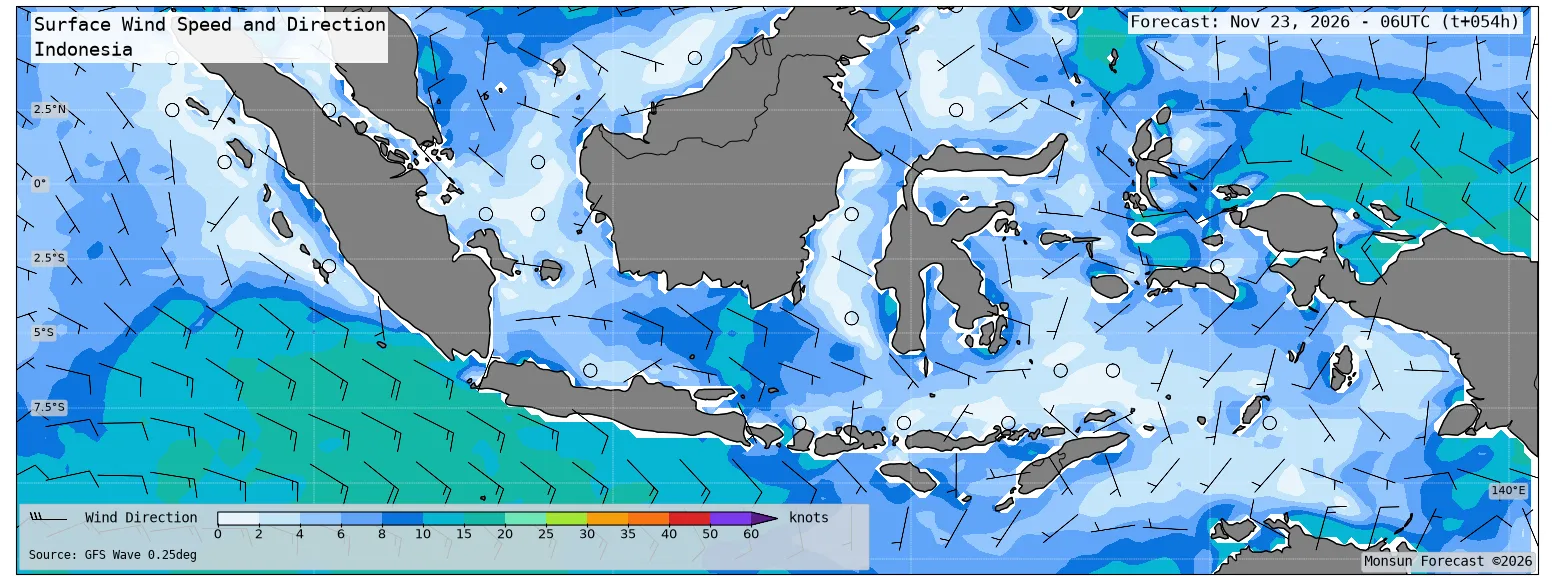 Surface Wind Speed and Direction
Indonesia
Forecast: Nov 23, 2026 - 06UTC (t+054h)
2.5°N
0°
2.5°S
5°S
7.5°S
140°E
Wind Direction
0 2 4 6 8 10 15 20 25 30 35 40 50 60
knots
Source: GFS Wave 0.25deg
Monsun Forecast ©2026